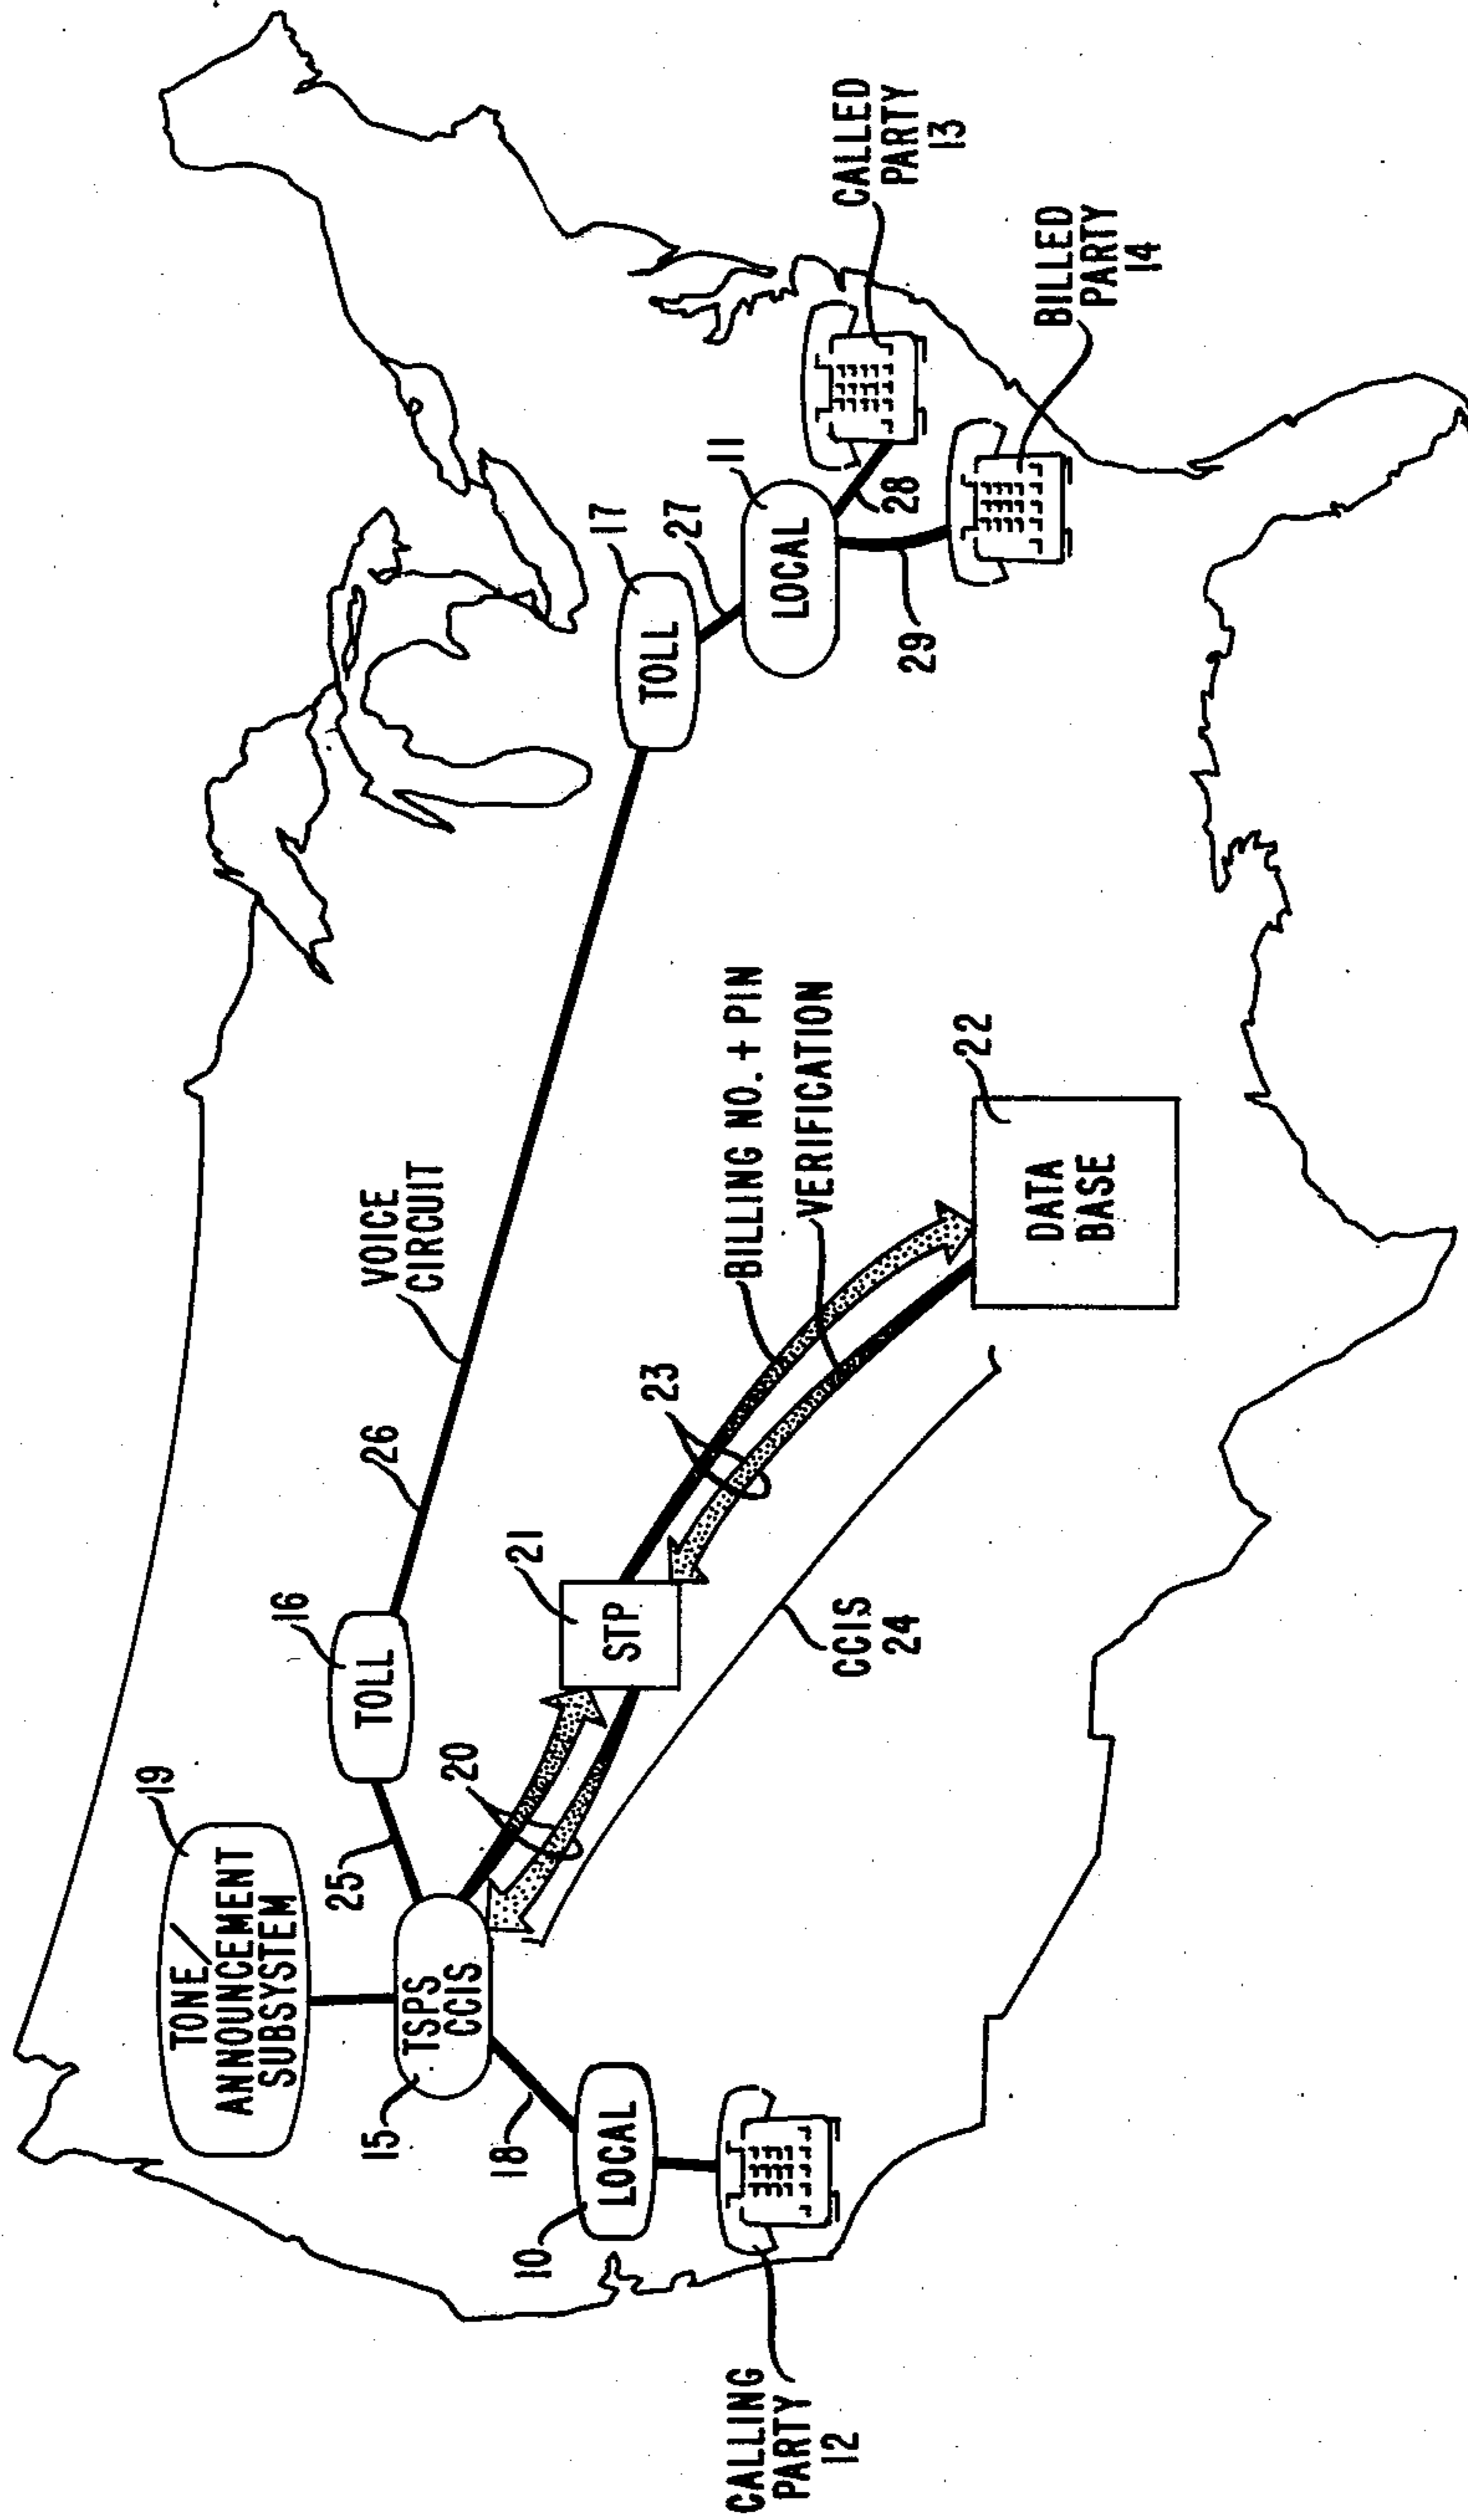 19
TONE/
ANNOUNCEMENT
SUBSYSTEM
15
TSPS
CCIS
25
16
TOLL
26
VOICE
CIRCUIT
17
TOLL
27
11
LOCAL
28
29
CALLED
PARTY
13
BILLED
PARTY
14
18
10
LOCAL
CALLING
PARTY
12
20
21
STP
23
BILLING NO. + PIN
VERIFICATION
22
DATA
BASE
CCIS
24